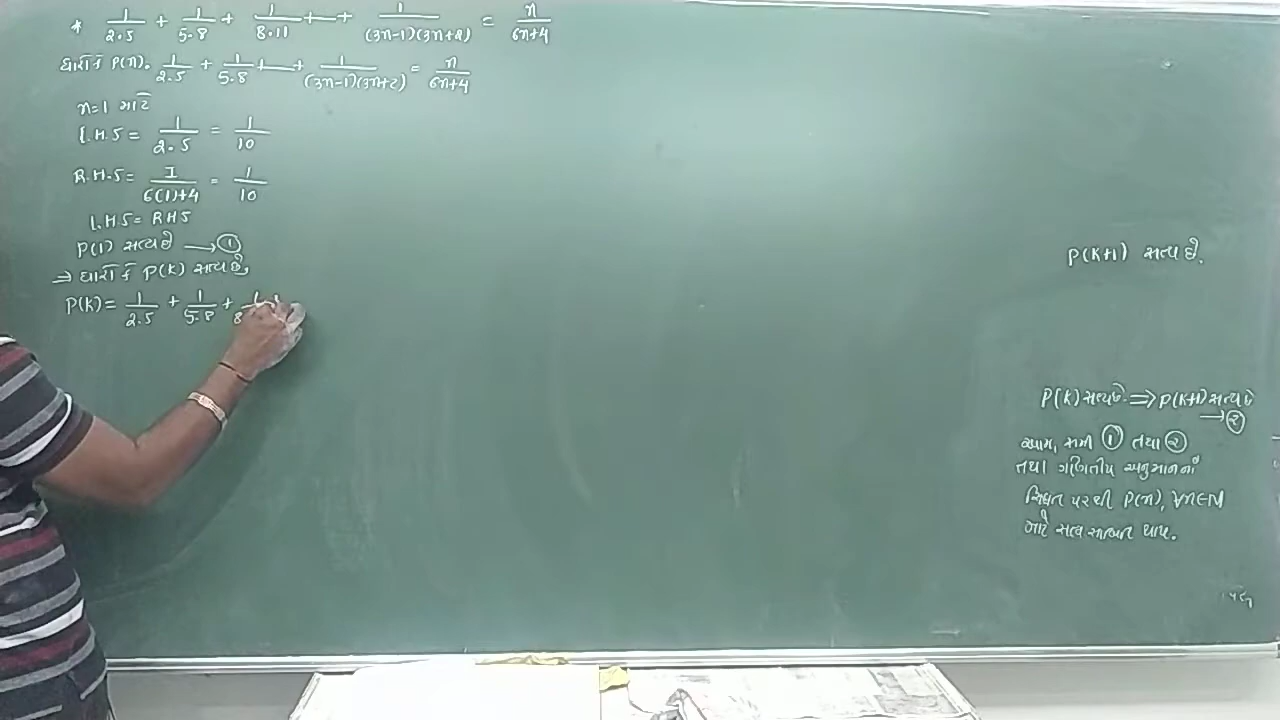 * 1/2.5 + 1/5.8 + 1/8.11 + — + 1/(3n-1)(3n+2) = n/6n+4
ધારો કે P(n): 1/2.5 + 1/5.8 + — + 1/(3n-1)(3n+2) = n/6n+4
n=1 માટે
L.H.S = 1/2.5 = 1/10
R.H.S = 1/6(1)+4 = 1/10
L.H.S = R.H.S
P(1) સત્ય છે → ①
⇒ ધારો કે P(K) સત્ય છે,
P(K) = 1/2.5 + 1/5.8 +
P(K+1) સત્ય છે.
P(K) સત્ય છે ⇒ P(K+1) સત્ય છે
→ ②
આમ, સમી ① તથા ②
તથા ગણિતીય અનુમાનના
સિદ્ધાંત પરથી P(n), ∀n∈N
માટે સત્ય સાબિત થાય.